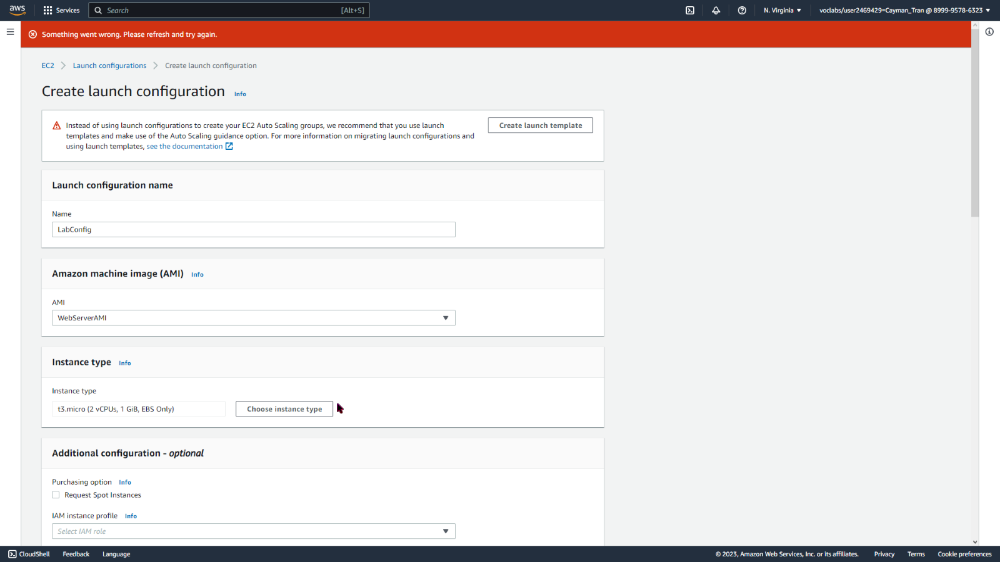 aws
Services
Search
[Alt+S]
N. Virginia
voclabs/user2469429=Cayman_Tran @ 8999-9578-6323
Something went wrong. Please refresh and try again.
EC2
Launch configurations
Create launch configuration
Create launch configuration
Info
Instead of using launch configurations to create your EC2 Auto Scaling groups, we recommend that you use launch
templates and make use of the Auto Scaling guidance option. For more information on migrating launch configurations and
using launch templates, see the documentation
Create launch template
Launch configuration name
Name
LabConfig
Amazon machine image (AMI)
Info
AMI
WebServerAMI
Instance type
Info
Instance type
t3.micro (2 vCPUs, 1 GiB, EBS Only)
Choose instance type
Additional configuration - optional
Purchasing option
Info
Request Spot Instances
IAM instance profile
Info
Select IAM role
CloudShell
Feedback
Language
© 2023, Amazon Web Services, Inc. or its affiliates.
Privacy
Terms
Cookie preferences